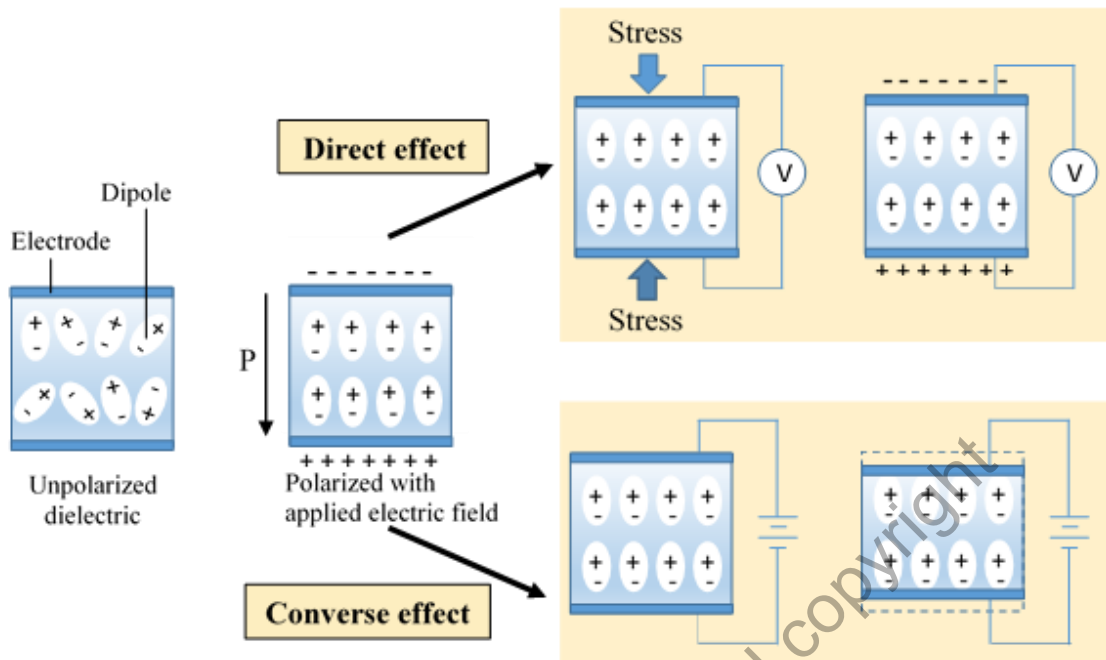 Stress
Direct effect
V
V
Stress
Dipole
Electrode
- - - - - - -
- - - - - - -
+ + + + + + +
P
+ + + + + + +
Unpolarized
dielectric
Polarized with
applied electric field
Converse effect
copyright